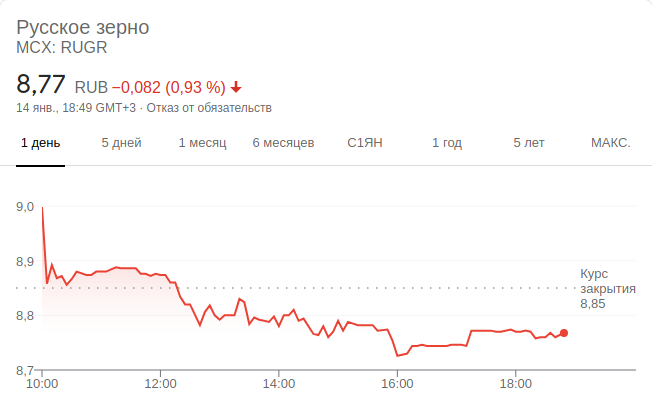 Русское зерно
MCX: RUGR
8,77 RUB −0,082 (0,93 %)
14 янв., 18:49 GMT+3 · Отказ от обязательств
1 день 5 дней 1 месяц 6 месяцев С1ЯН 1 год 5 лет МАКС.
9,0
8,9
Курс
закрытия
8,85
8,8
8,7
10:00 12:00 14:00 16:00 18:00